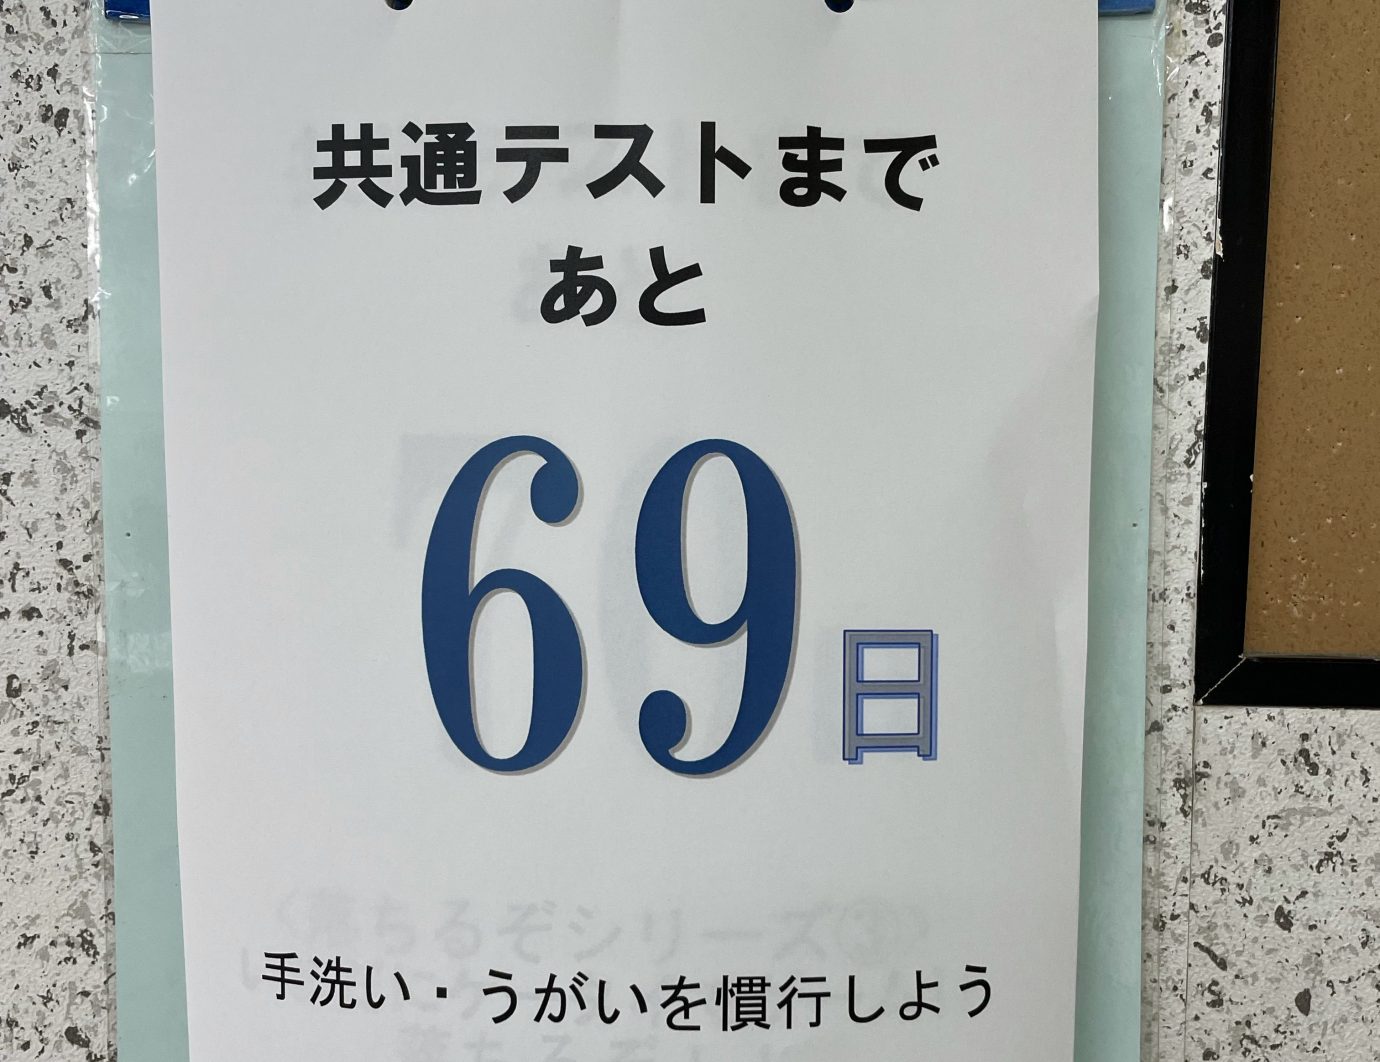 共通テストまで
あと
69日
手洗い・うがいを慣行しよう